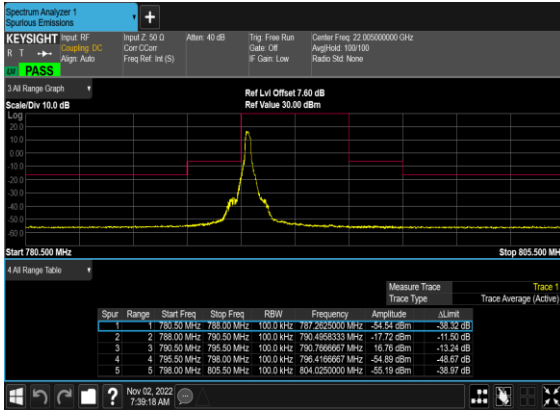 Spectrum Analyzer 1
Spurious Emissions
+
KEYSIGHT Input: RF Input Z: 50 Ω Atten: 40 dB Trig: Free Run Center Freq: 22.005000000 GHz
R T Coupling: DC Corr CCorr Gate: Off Avg|Hold: 100/100
Align: Auto Freq Ref: Int (S) IF Gain: Low Radio Std: None
PASS
3 All Range Graph
Ref Lvl Offset 7.60 dB
Scale/Div 10.0 dB Ref Value 30.00 dBm
Log
20.0
10.0
0.00
-10.0
-20.0
-30.0
-40.0
-50.0
-60.0
Start 780.500 MHz Stop 805.500 MHz
4 All Range Table
Measure Trace Trace 1
Trace Type Trace Average (Active)
Spur Range Start Freq Stop Freq RBW Frequency Amplitude ΔLimit
1 1 780.50 MHz 788.00 MHz 100.0 kHz 787.2625000 MHz -54.54 dBm -38.32 dB
2 2 788.00 MHz 790.50 MHz 100.0 kHz 790.4958333 MHz -17.72 dBm -11.50 dB
3 3 790.50 MHz 795.50 MHz 100.0 kHz 790.7666667 MHz 16.76 dBm -13.24 dB
4 4 795.50 MHz 798.00 MHz 100.0 kHz 796.4166667 MHz -54.89 dBm -48.67 dB
5 5 798.00 MHz 805.50 MHz 100.0 kHz 804.0250000 MHz -55.19 dBm -38.97 dB
?
Nov 02, 2022
7:39:18 AM